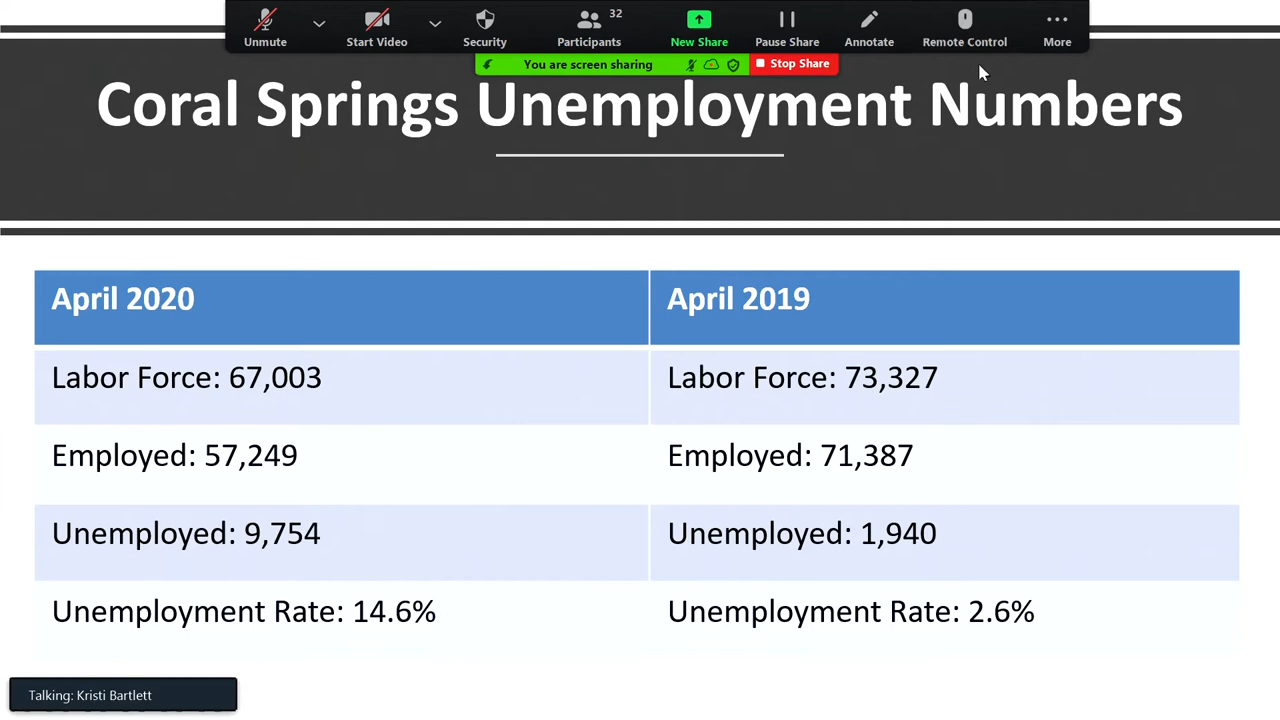 Unmute
Start Video
Security
Participants
32
New Share
Pause Share
Annotate
Remote Control
More
You are screen sharing
Stop Share
Coral Springs Unemployment Numbers
April 2020
April 2019
Labor Force: 67,003
Labor Force: 73,327
Employed: 57,249
Employed: 71,387
Unemployed: 9,754
Unemployed: 1,940
Unemployment Rate: 14.6%
Unemployment Rate: 2.6%
Talking: Kristi Bartlett